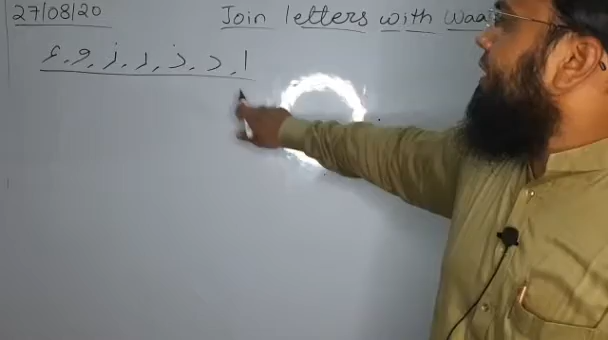 27/08/20 Join letters with Waa
ا , د , ذ , ر , ز , و , ء